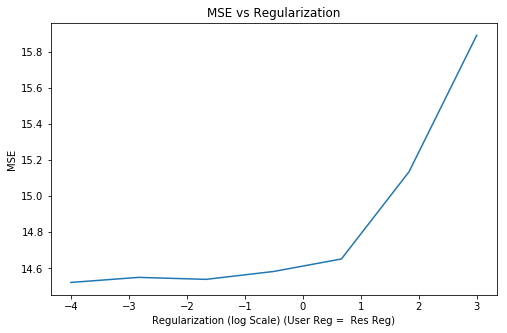 MSE vs Regularization
15.8
15.6
15.4
15.2
15.0
14.8
14.6
MSE
−4 −3 −2 −1 0 1 2 3
Regularization (log Scale) (User Reg =  Res Reg)